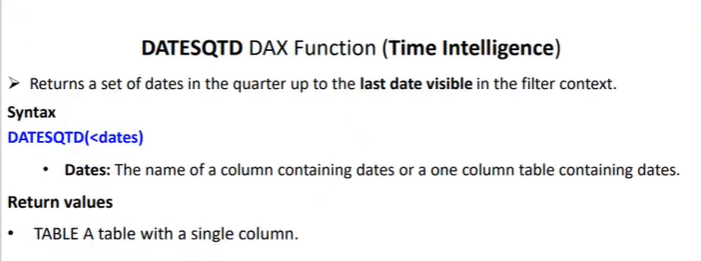 DATESQTD DAX Function (Time Intelligence)
➢ Returns a set of dates in the quarter up to the last date visible in the filter context.
Syntax
DATESQTD(<dates)
• Dates: The name of a column containing dates or a one column table containing dates.
Return values
• TABLE A table with a single column.